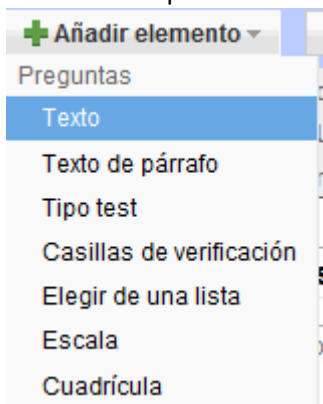 Añadir elemento
Preguntas
Texto
Texto de párrafo
Tipo test
Casillas de verificación
Elegir de una lista
Escala
Cuadrícula